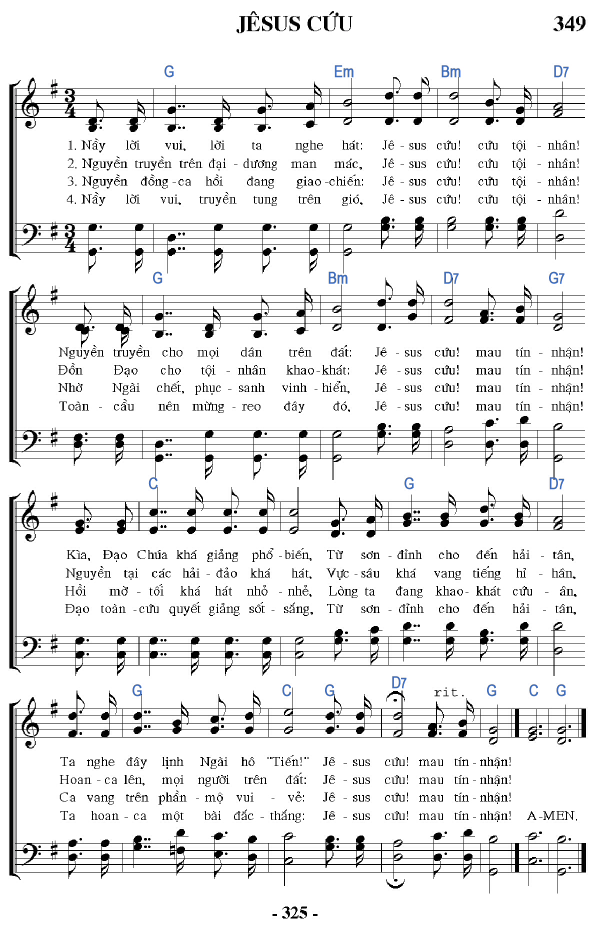 JÊSUS CỨU 349
G Em Bm D7
1. Nầy lời vui, lời ta nghe hát: Jê-sus cứu! cứu tội-nhân!
2. Nguyền truyền trên đại-dương man mác, Jê-sus cứu! cứu tội-nhân!
3. Nguyền đồng-ca hồi đang giao-chiến: Jê-sus cứu! cứu tội-nhân!
4. Nầy lời vui, truyền tung trên gió, Jê-sus cứu! cứu tội-nhân!
G Bm D7 G7
Nguyền truyền cho mọi dân trên đất: Jê-sus cứu! mau tín-nhận!
Đồn Đạo cho tội-nhân khao-khát: Jê-sus cứu! mau tín-nhận!
Nhờ Ngài chết, phục-sanh vinh-hiển, Jê-sus cứu! mau tín-nhận!
Toàn-cầu nên mừng-reo đây đó, Jê-sus cứu! mau tín-nhận!
C G D7
Kìa, Đạo Chúa khá giảng phổ-biến, Từ sơn-đỉnh cho đến hải-tân,
Nguyền tại các hải-đảo khá hát, Vực-sâu khá vang tiếng hỉ-hân,
Hồi mờ-tối khá hát nhỏ-nhẻ, Lòng ta đang khao-khát cứu-ân,
Đạo toàn-cứu quyết giảng sốt-sắng, Từ sơn-đỉnh cho đến hải-tân,
G C G D7 rit. G C G
Ta nghe đây lịnh Ngài hô "Tiến!" Jê-sus cứu! mau tín-nhận!
Hoan-ca lên, mọi người trên đất: Jê-sus cứu! mau tín-nhận!
Ca vang trên phần-mộ vui-vẻ: Jê-sus cứu! mau tín-nhận!
Ta hoan-ca một bài đắc-thắng: Jê-sus cứu! mau tín-nhận! A-MEN.
- 325 -